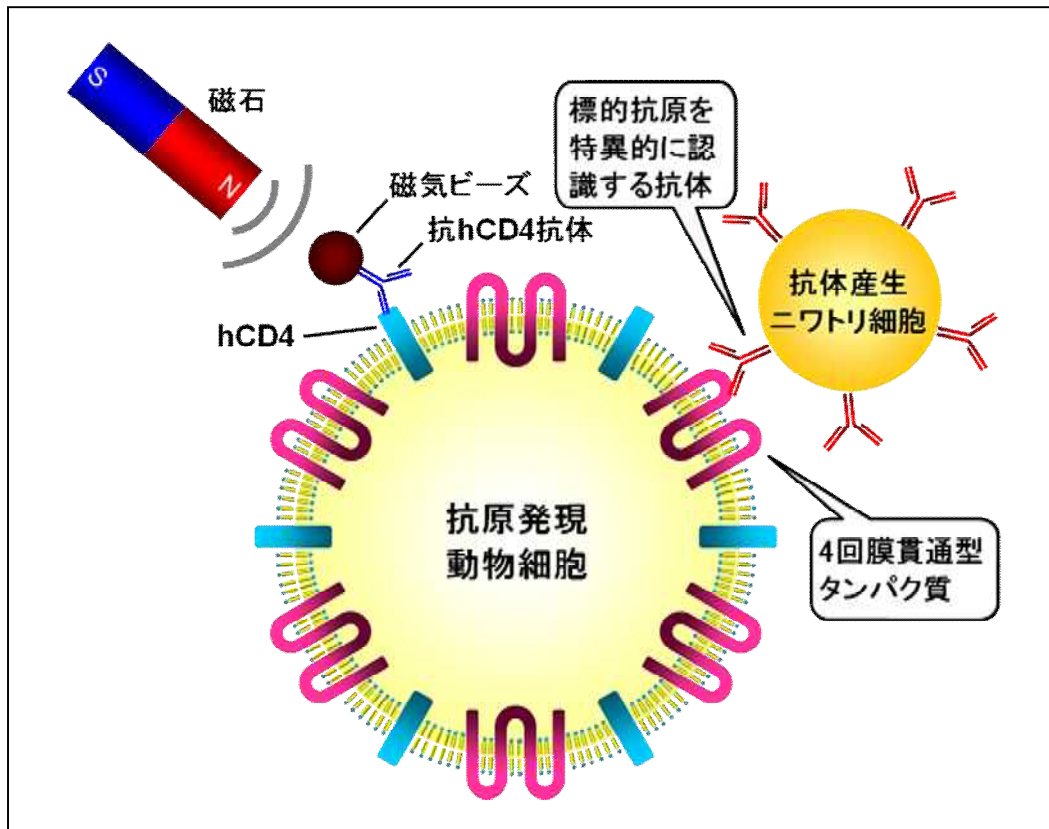 S
N
磁石
磁気ビーズ
抗hCD4抗体
hCD4
標的抗原を
特異的に認
識する抗体
抗体産生
ニワトリ細胞
抗原発現
動物細胞
4回膜貫通型
タンパク質